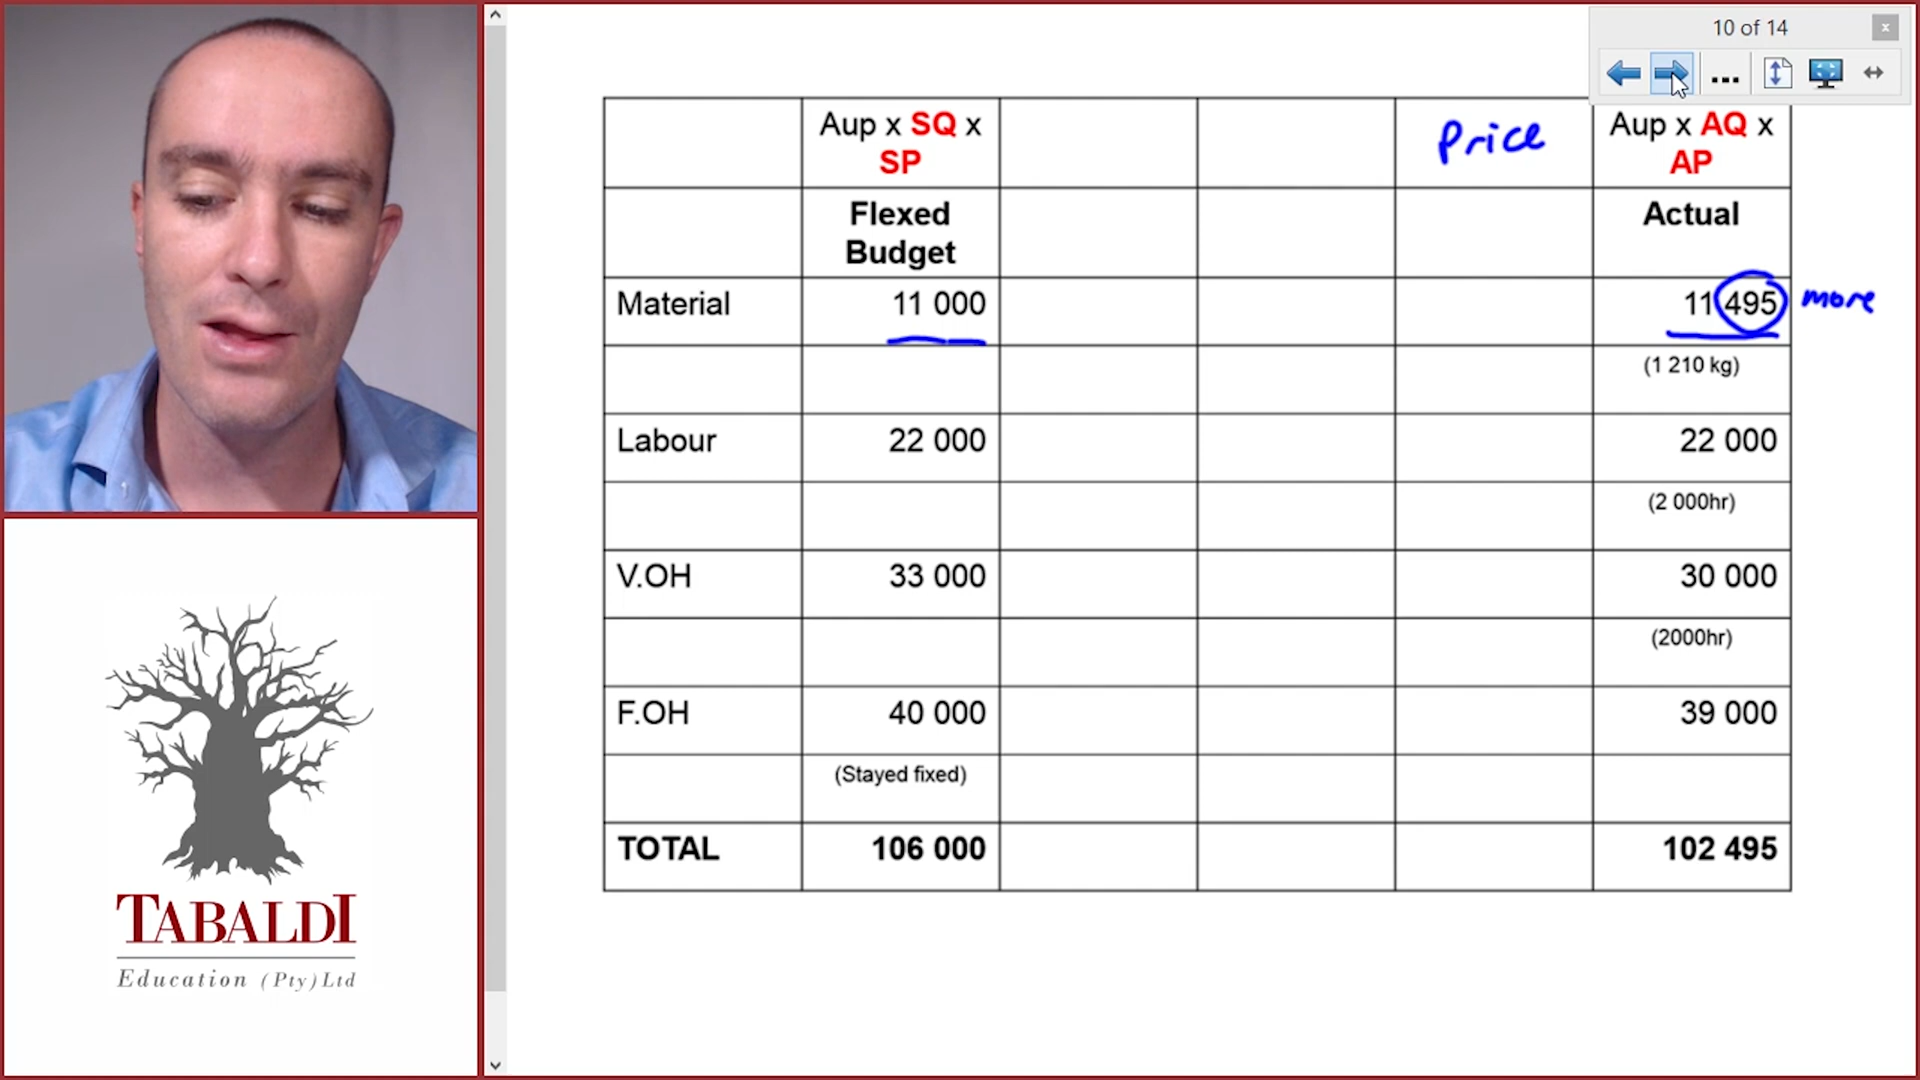 10 of 14
...
Aup x SQ x
SP
Price
Aup x AQ x
AP
Flexed
Budget
Actual
Material
11 000
11 495
more
(1 210 kg)
Labour
22 000
22 000
(2 000hr)
V.OH
33 000
30 000
(2000hr)
F.OH
40 000
39 000
(Stayed fixed)
TOTAL
106 000
102 495
TABALDI
Education (Pty) Ltd